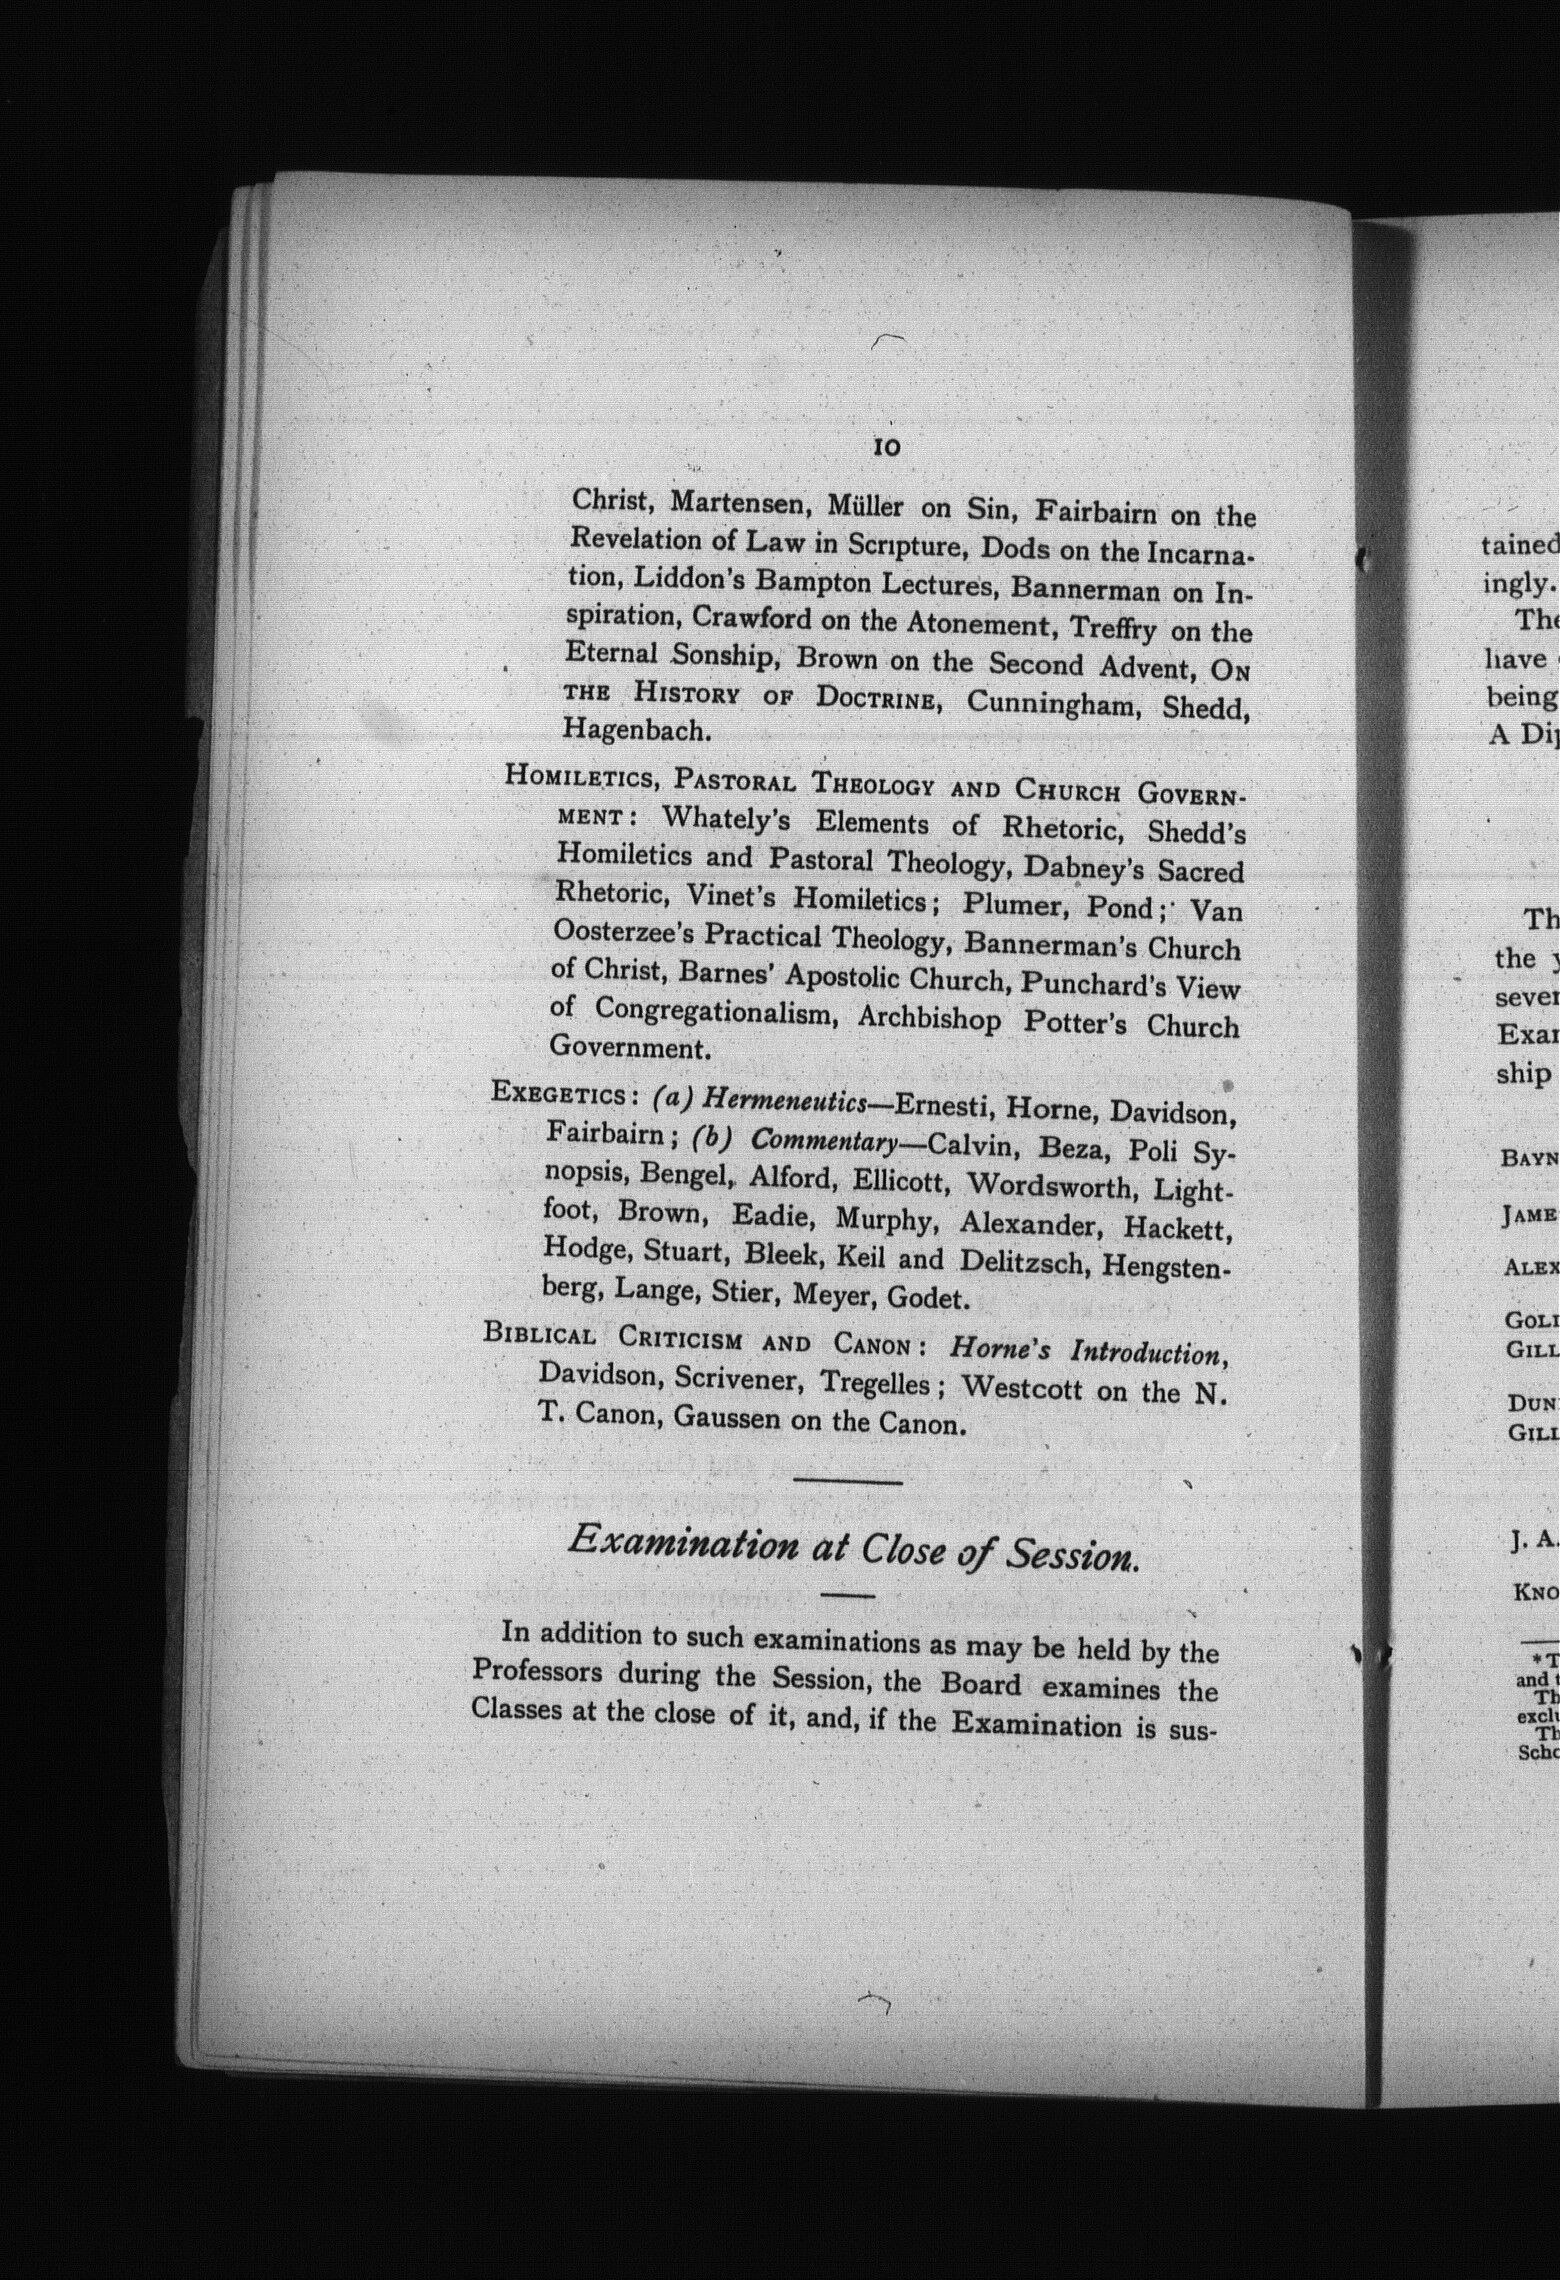 10
Christ, Martensen, Müller on Sin, Fairbairn on the
Revelation of Law in Scripture, Dods on the Incarna-
tion, Liddon's Bampton Lectures, Bannerman on In-
spiration, Crawford on the Atonement, Treffry on the
Eternal Sonship, Brown on the Second Advent, On
the History of Doctrine, Cunningham, Shedd,
Hagenbach.
Homiletics, Pastoral Theology and Church Govern-
ment: Whately's Elements of Rhetoric, Shedd's
Homiletics and Pastoral Theology, Dabney's Sacred
Rhetoric, Vinet's Homiletics; Plumer, Pond; Van
Oosterzee's Practical Theology, Bannerman's Church
of Christ, Barnes' Apostolic Church, Punchard's View
of Congregationalism, Archbishop Potter's Church
Government.
Exegetics: (a) Hermeneutics—Ernesti, Horne, Davidson,
Fairbairn; (b) Commentary—Calvin, Beza, Poli Sy-
nopsis, Bengel, Alford, Ellicott, Wordsworth, Light-
foot, Brown, Eadie, Murphy, Alexander, Hackett,
Hodge, Stuart, Bleek, Keil and Delitzsch, Hengsten-
berg, Lange, Stier, Meyer, Godet.
Biblical Criticism and Canon: Horne's Introduction,
Davidson, Scrivener, Tregelles; Westcott on the N.
T. Canon, Gaussen on the Canon.
Examination at Close of Session.
In addition to such examinations as may be held by the
Professors during the Session, the Board examines the
Classes at the close of it, and, if the Examination is sus-
tained
ingly.
have
being
A
the
ship
J. A.
and